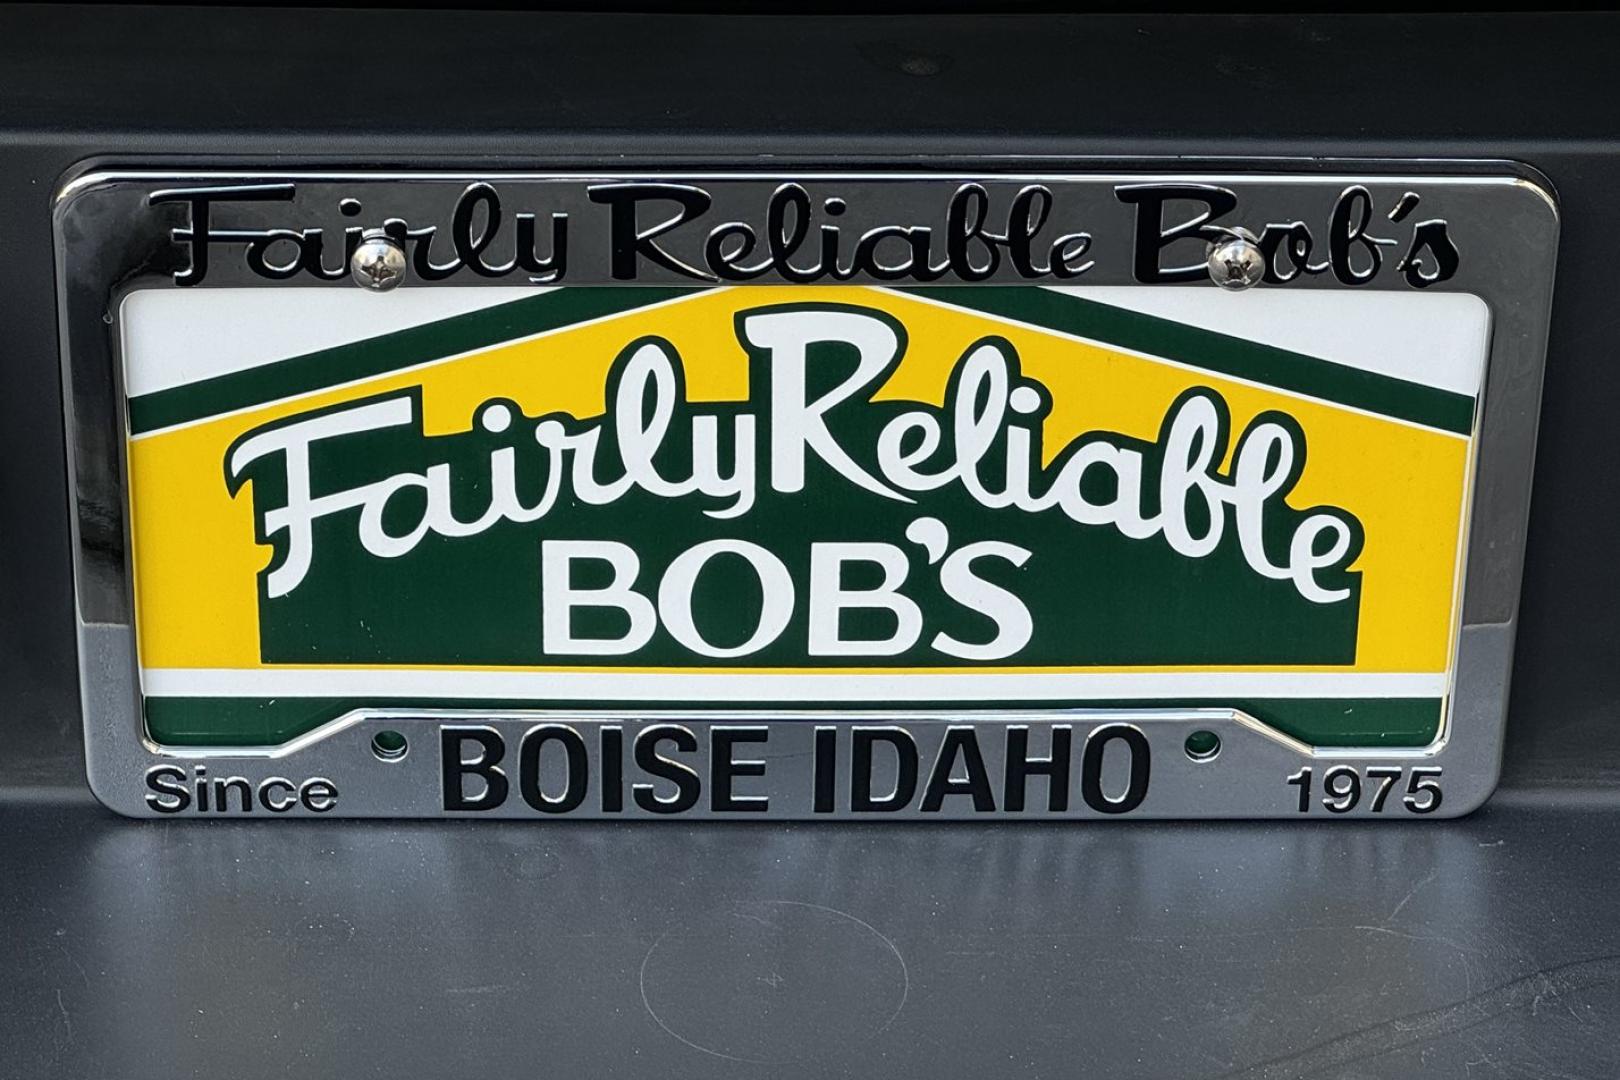 Fairly Reliable Bob's
Fairly Reliable
BOB'S
BOISE IDAHO
Since 1975